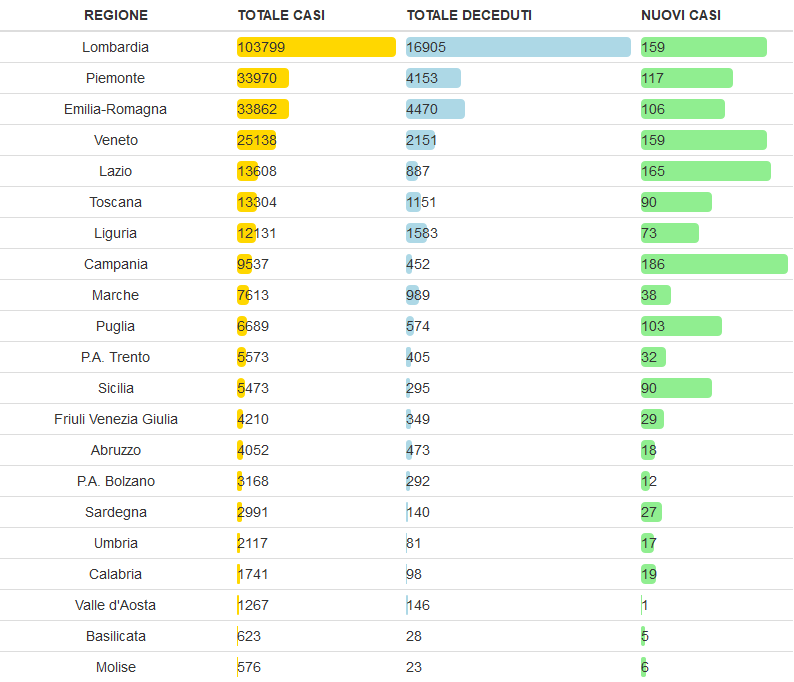 REGIONE TOTALE CASI TOTALE DECEDUTI NUOVI CASI
Lombardia 103799 16905 159
Piemonte 33970 4153 117
Emilia-Romagna 33862 4470 106
Veneto 25138 2151 159
Lazio 13608 887 165
Toscana 13304 1151 90
Liguria 12131 1583 73
Campania 9537 452 186
Marche 7613 989 38
Puglia 6689 574 103
P.A. Trento 5573 405 32
Sicilia 5473 295 90
Friuli Venezia Giulia 4210 349 29
Abruzzo 4052 473 18
P.A. Bolzano 3168 292 12
Sardegna 2991 140 27
Umbria 2117 81 17
Calabria 1741 98 19
Valle d'Aosta 1267 146 1
Basilicata 623 28 5
Molise 576 23 6